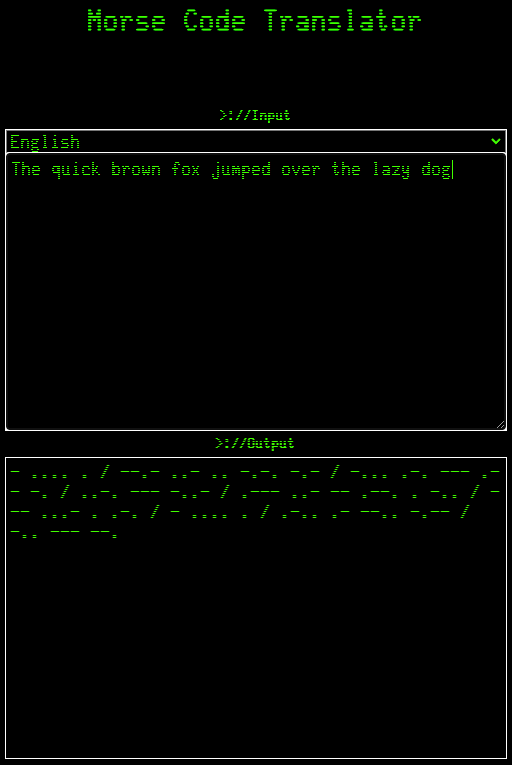 Morse Code Translator
>://Input
English
The quick brown fox jumped over the lazy dog
>://Output
- .... . / --.- ..- .. -.-. -.- / -... .-. --- .-
- -. / ..-. --- -..- / .--- ..- -- .--. . -.. / -
-- ...- . .-. / - .... . / .-.. .- --.. -.-- /
-.. --- --.